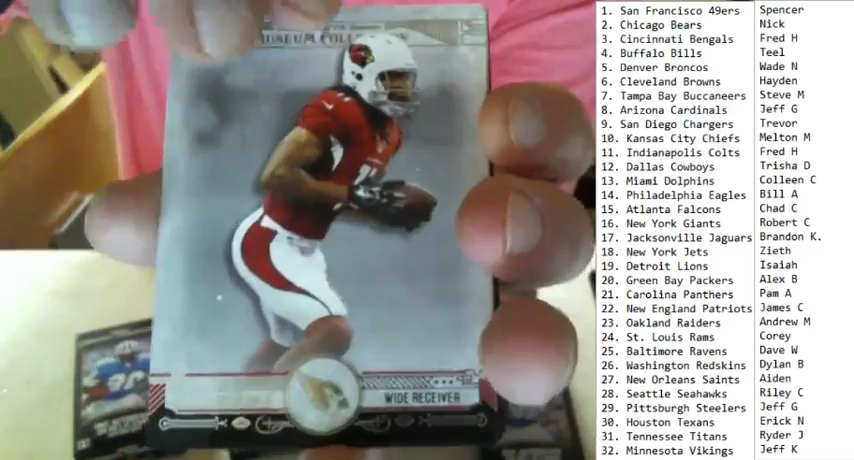 MUSEUM COLLECTION
WIDE RECEIVER
1. San Francisco 49ers Spencer
2. Chicago Bears Nick
3. Cincinnati Bengals Fred H
4. Buffalo Bills Teel
5. Denver Broncos Wade N
6. Cleveland Browns Hayden
7. Tampa Bay Buccaneers Steve M
8. Arizona Cardinals Jeff G
9. San Diego Chargers Trevor
10. Kansas City Chiefs Melton M
11. Indianapolis Colts Fred H
12. Dallas Cowboys Trisha D
13. Miami Dolphins Colleen C
14. Philadelphia Eagles Bill A
15. Atlanta Falcons Chad C
16. New York Giants Robert C
17. Jacksonville Jaguars Brandon K.
18. New York Jets Zieth
19. Detroit Lions Isaiah
20. Green Bay Packers Alex B
21. Carolina Panthers Pam A
22. New England Patriots James C
23. Oakland Raiders Andrew M
24. St. Louis Rams Corey
25. Baltimore Ravens Dave W
26. Washington Redskins Dylan B
27. New Orleans Saints Aiden
28. Seattle Seahawks Riley C
29. Pittsburgh Steelers Jeff G
30. Houston Texans Erick N
31. Tennessee Titans Ryder J
32. Minnesota Vikings Jeff K